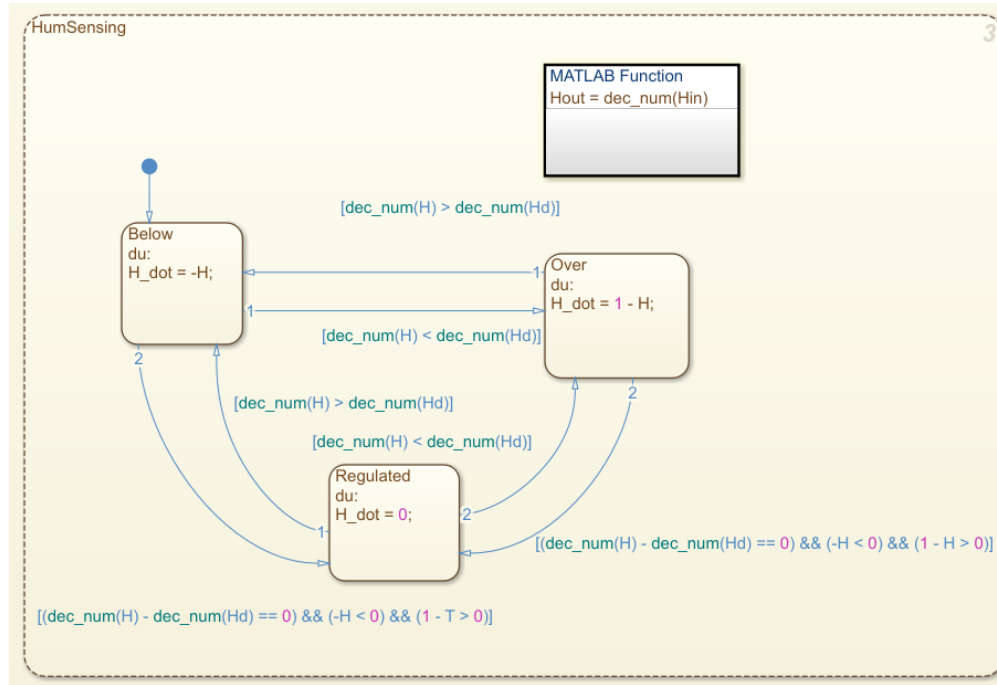 HumSensing
3
MATLAB Function
Hout = dec_num(Hin)
[dec_num(H) > dec_num(Hd)]
Below
du:
H_dot = -H;
1
1
2
Over
du:
H_dot = 1 - H;
2
[dec_num(H) < dec_num(Hd)]
[dec_num(H) > dec_num(Hd)]
[dec_num(H) < dec_num(Hd)]
Regulated
du:
H_dot = 0;
1
2
[(dec_num(H) - dec_num(Hd) == 0) && (-H < 0) && (1 - H > 0)]
[(dec_num(H) - dec_num(Hd) == 0) && (-H < 0) && (1 - T > 0)]